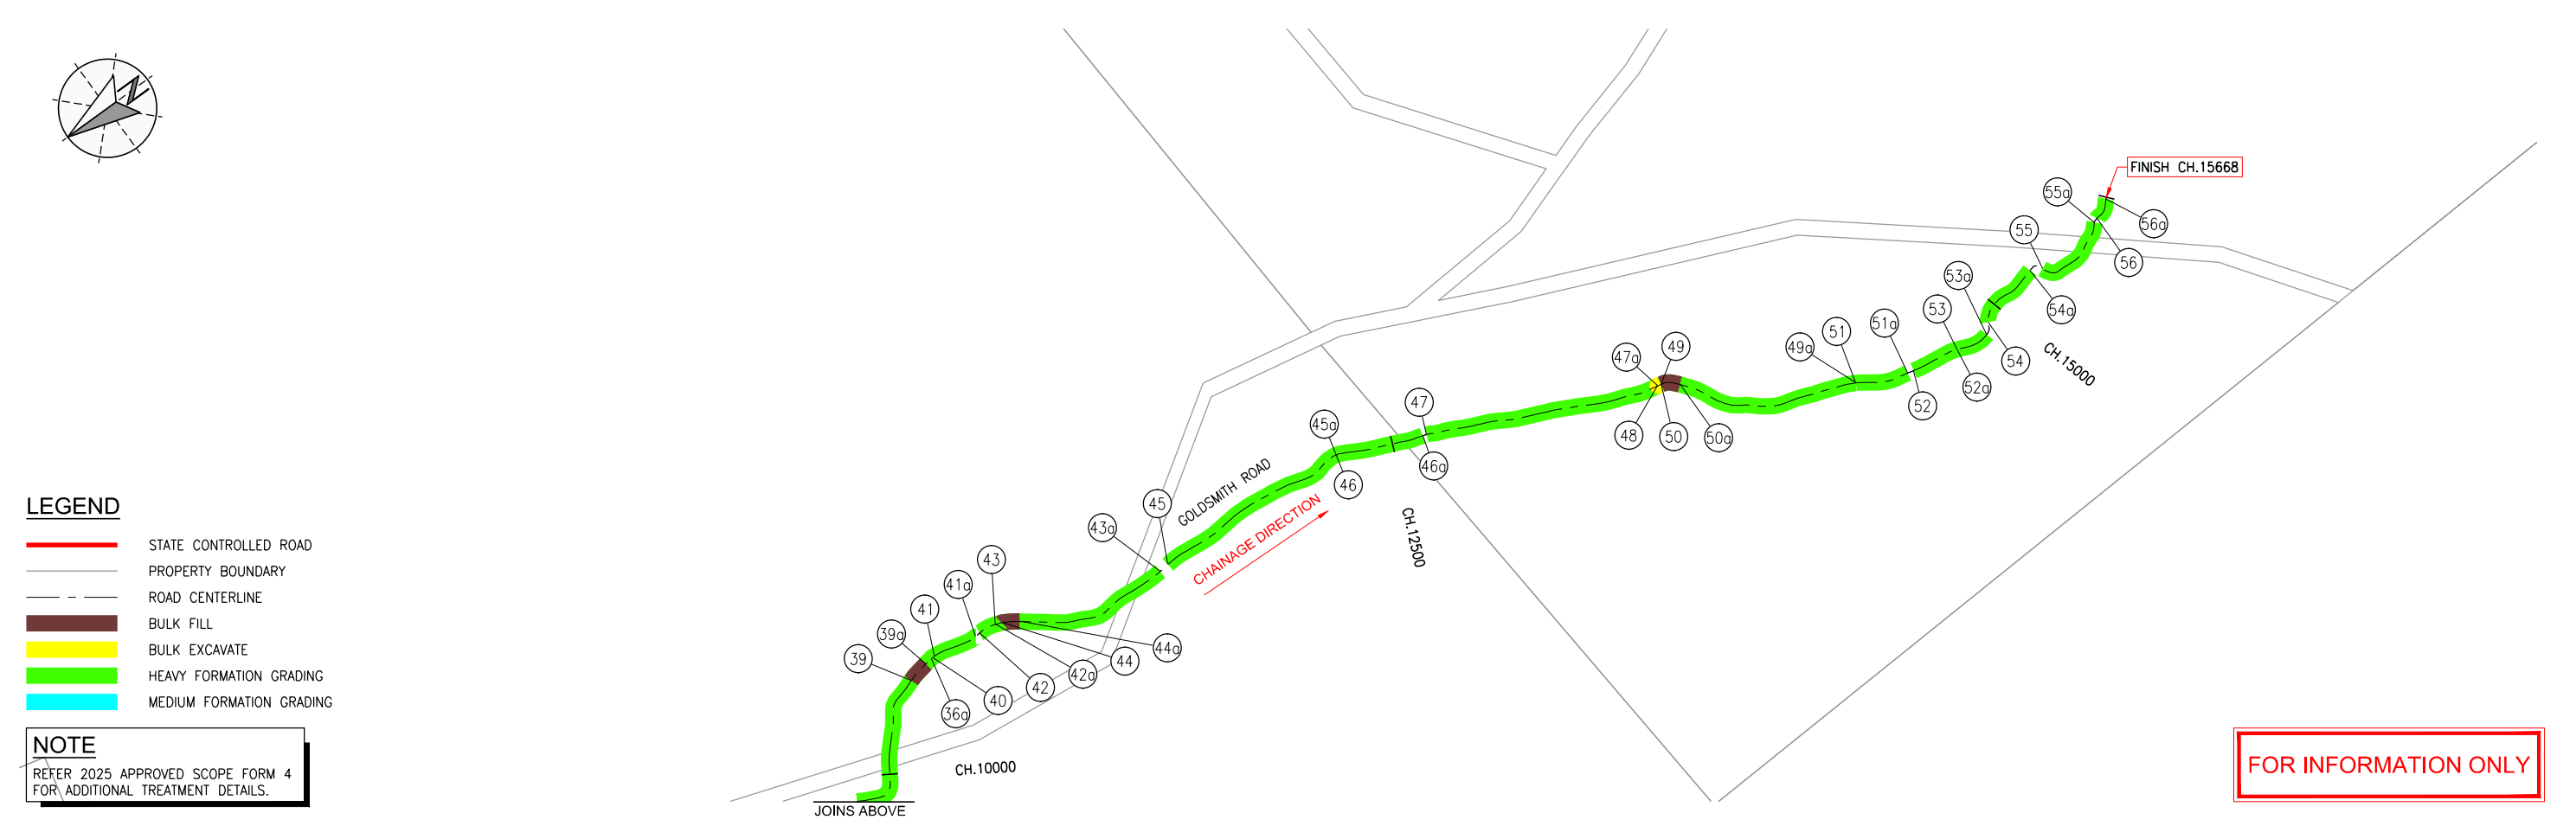 N
FINISH CH.15668
55a
56a
55
56
53a
54a
53
54
CH.15000
51a
51
49a
52a
52
49
47a
48
50
50a
47
45a
46a
46
CH.12500
GOLDSMITH ROAD
CHAINAGE DIRECTION
45
43a
43
41a
41
39a
39
44a
44
42a
42
40
36a
CH.10000
JOINS ABOVE
LEGEND
STATE CONTROLLED ROAD
PROPERTY BOUNDARY
ROAD CENTERLINE
BULK FILL
BULK EXCAVATE
HEAVY FORMATION GRADING
MEDIUM FORMATION GRADING
NOTE
REFER 2025 APPROVED SCOPE FORM 4
FOR ADDITIONAL TREATMENT DETAILS.
FOR INFORMATION ONLY